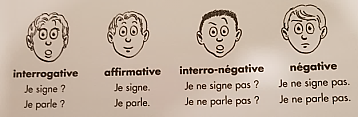 interrogative affirmative interro-négative négative
Je signe ? Je signe. Je ne signe pas ? Je ne signe pas.
Je parle ? Je parle. Je ne parle pas ? Je ne parle pas.